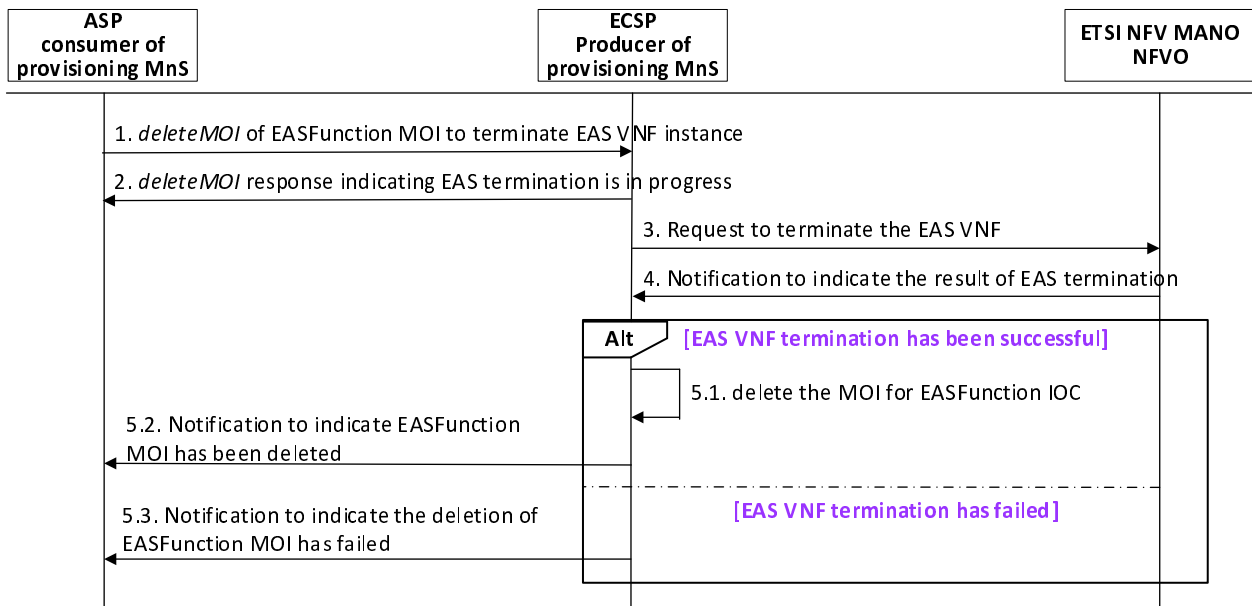 ASP
consumer of
provisioning MnS
ECSP
Producer of
provisioning MnS
ETSI NFV MANO
NFVO
1. deleteMOI of EASFunction MOI to terminate EAS VNF instance
2. deleteMOI response indicating EAS termination is in progress
3. Request to terminate the EAS VNF
4. Notification to indicate the result of EAS termination
Alt
[EAS VNF termination has been successful]
5.1. delete the MOI for EASFunction IOC
5.2. Notification to indicate EASFunction
MOI has been deleted
[EAS VNF termination has failed]
5.3. Notification to indicate the deletion of
EASFunction MOI has failed